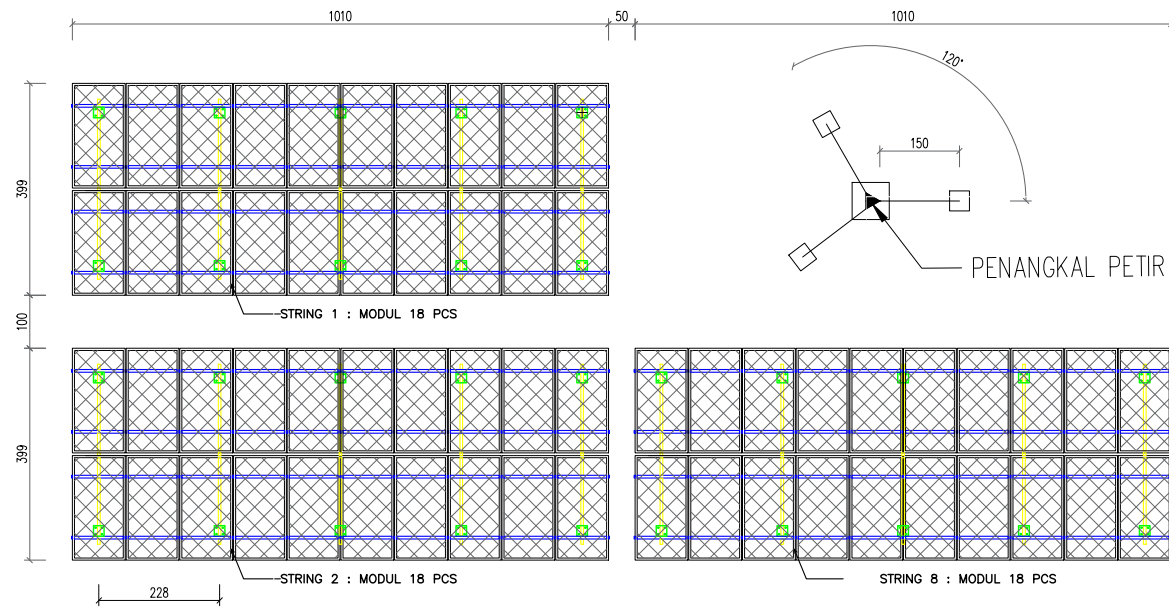 1010
50
1010
120°
150
399
PENANGKAL PETIR
STRING 1 : MODUL 18 PCS
100
399
STRING 2 : MODUL 18 PCS
STRING 8 : MODUL 18 PCS
228